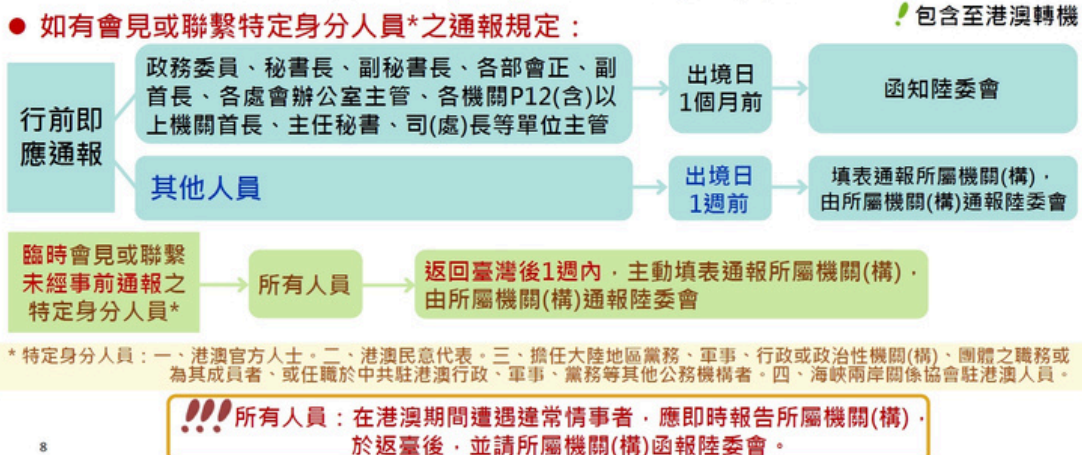 ● 如有會見或聯繫特定身分人員*之通報規定：
！包含至港澳轉機
行前即
應通報
政務委員、秘書長、副秘書長、各部會正、副
首長、各處會辦公室主管、各機關P12(含)以
上機關首長、主任秘書、司(處)長等單位主管
出境日
1個月前
函知陸委會
其他人員
出境日
1週前
填表通報所屬機關(構)，
由所屬機關(構)通報陸委會
臨時會見或聯繫
未經事前通報之
特定身分人員*
所有人員
返回臺灣後1週內，主動填表通報所屬機關(構)，
由所屬機關(構)通報陸委會
* 特定身分人員：一、港澳官方人士。二、港澳民意代表。三、擔任大陸地區黨務、軍事、行政或政治性機關(構)、團體之職務或
為其成員者、或任職於中共駐港澳行政、軍事、黨務等其他公務機構者。四、海峽兩岸關係協會駐港澳人員。
!!!所有人員：在港澳期間遭遇違常情事者，應即時報告所屬機關(構)，
於返臺後，並請所屬機關(構)函報陸委會。
8